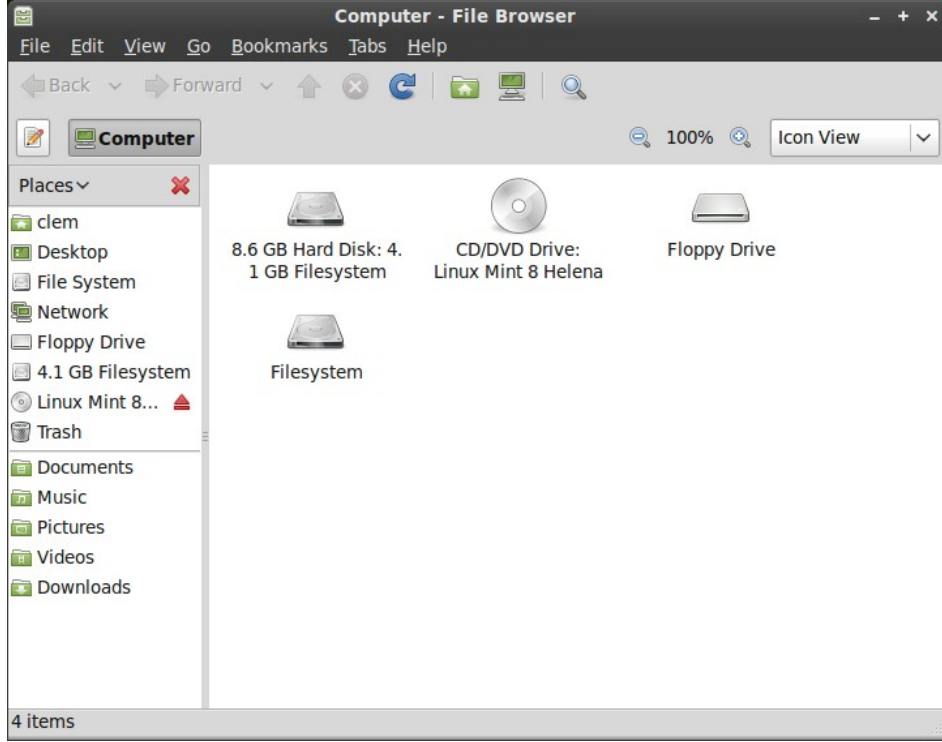 Computer - File Browser
File Edit View Go Bookmarks Tabs Help
Back Forward
Computer 100% Icon View
Places
clem
Desktop
File System
Network
Floppy Drive
4.1 GB Filesystem
Linux Mint 8...
Trash
Documents
Music
Pictures
Videos
Downloads
8.6 GB Hard Disk: 4.
1 GB Filesystem
CD/DVD Drive:
Linux Mint 8 Helena
Floppy Drive
Filesystem
4 items